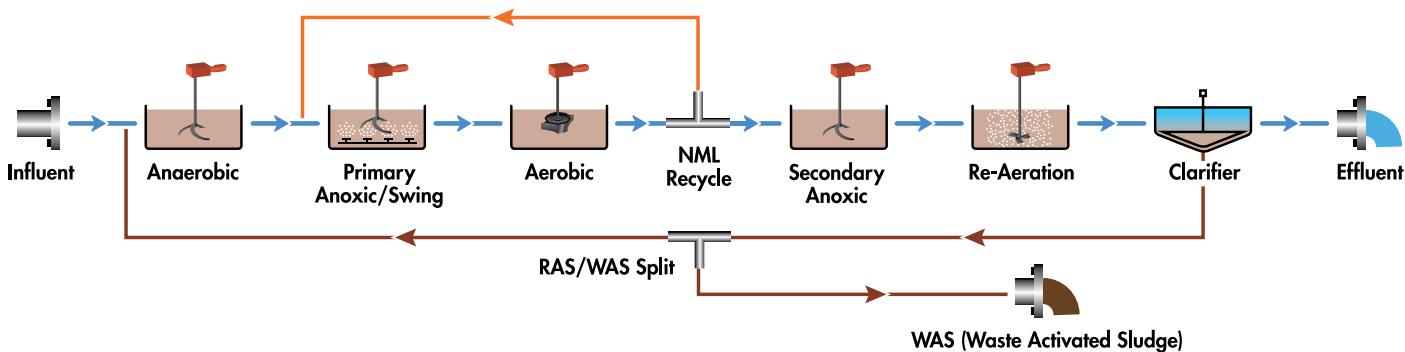 Influent
Anaerobic
Primary
Anoxic/Swing
Aerobic
NML
Recycle
Secondary
Anoxic
Re-Aeration
Clarifier
Effluent
RAS/WAS Split
WAS (Waste Activated Sludge)